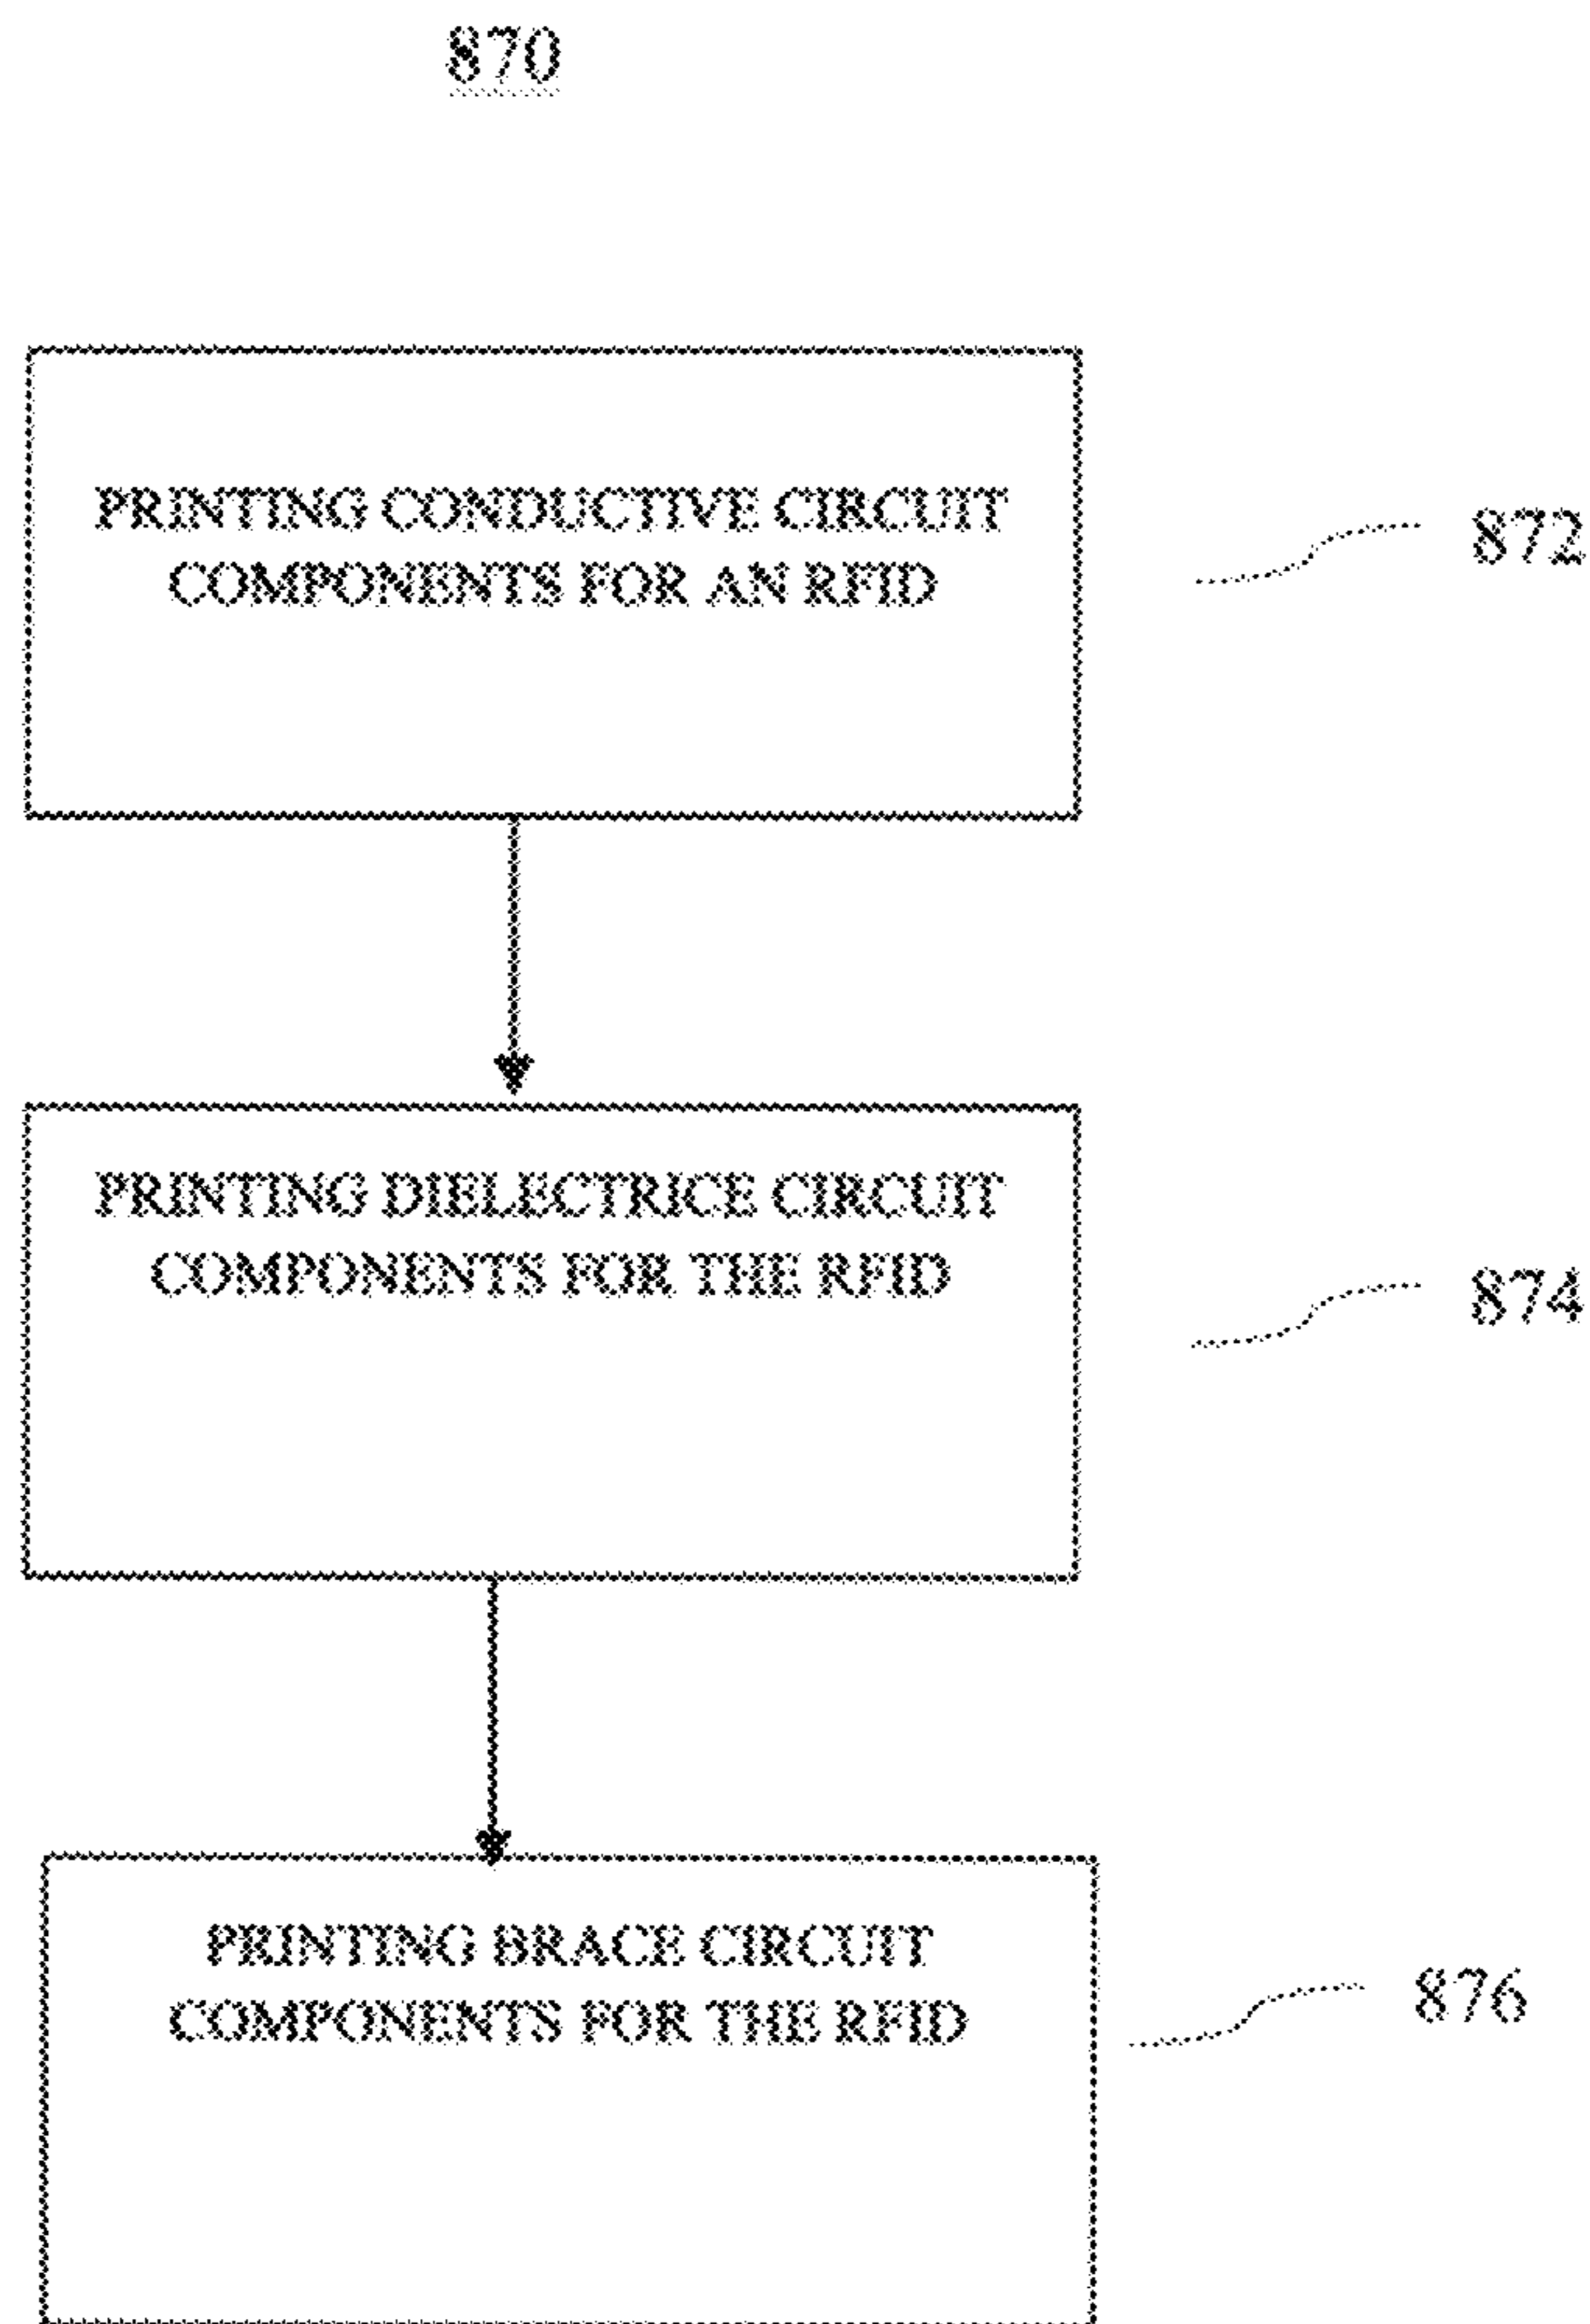 870
PRINTING CONDUCTIVE CIRCUIT
COMPONENTS FOR AN RFID
872
PRINTING DIELECTRICE CIRCUIT
COMPONENTS FOR THE RFID
874
PRINTING BRACE CIRCUIT
COMPONENTS FOR THE RFID
876